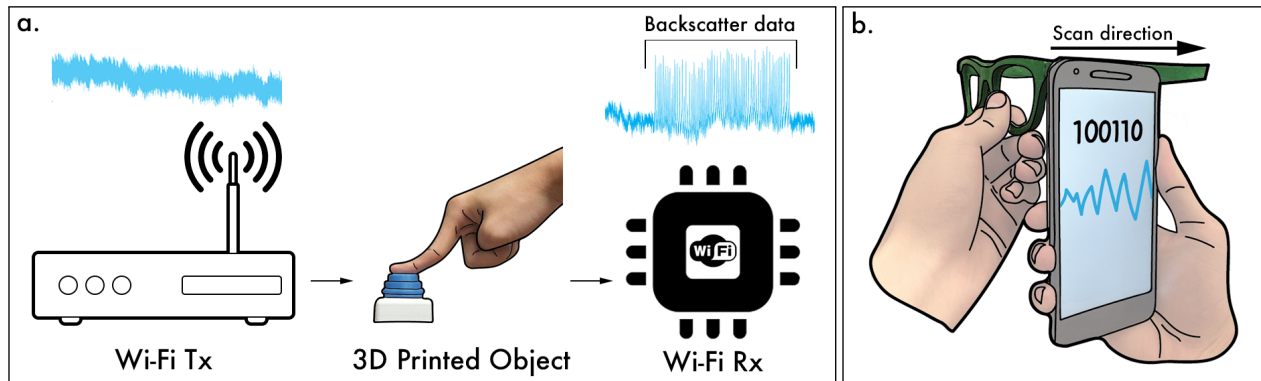 a.
Backscatter data
Wi-Fi Tx
3D Printed Object
Wi Fi
Wi-Fi Rx
b.
Scan direction
100110